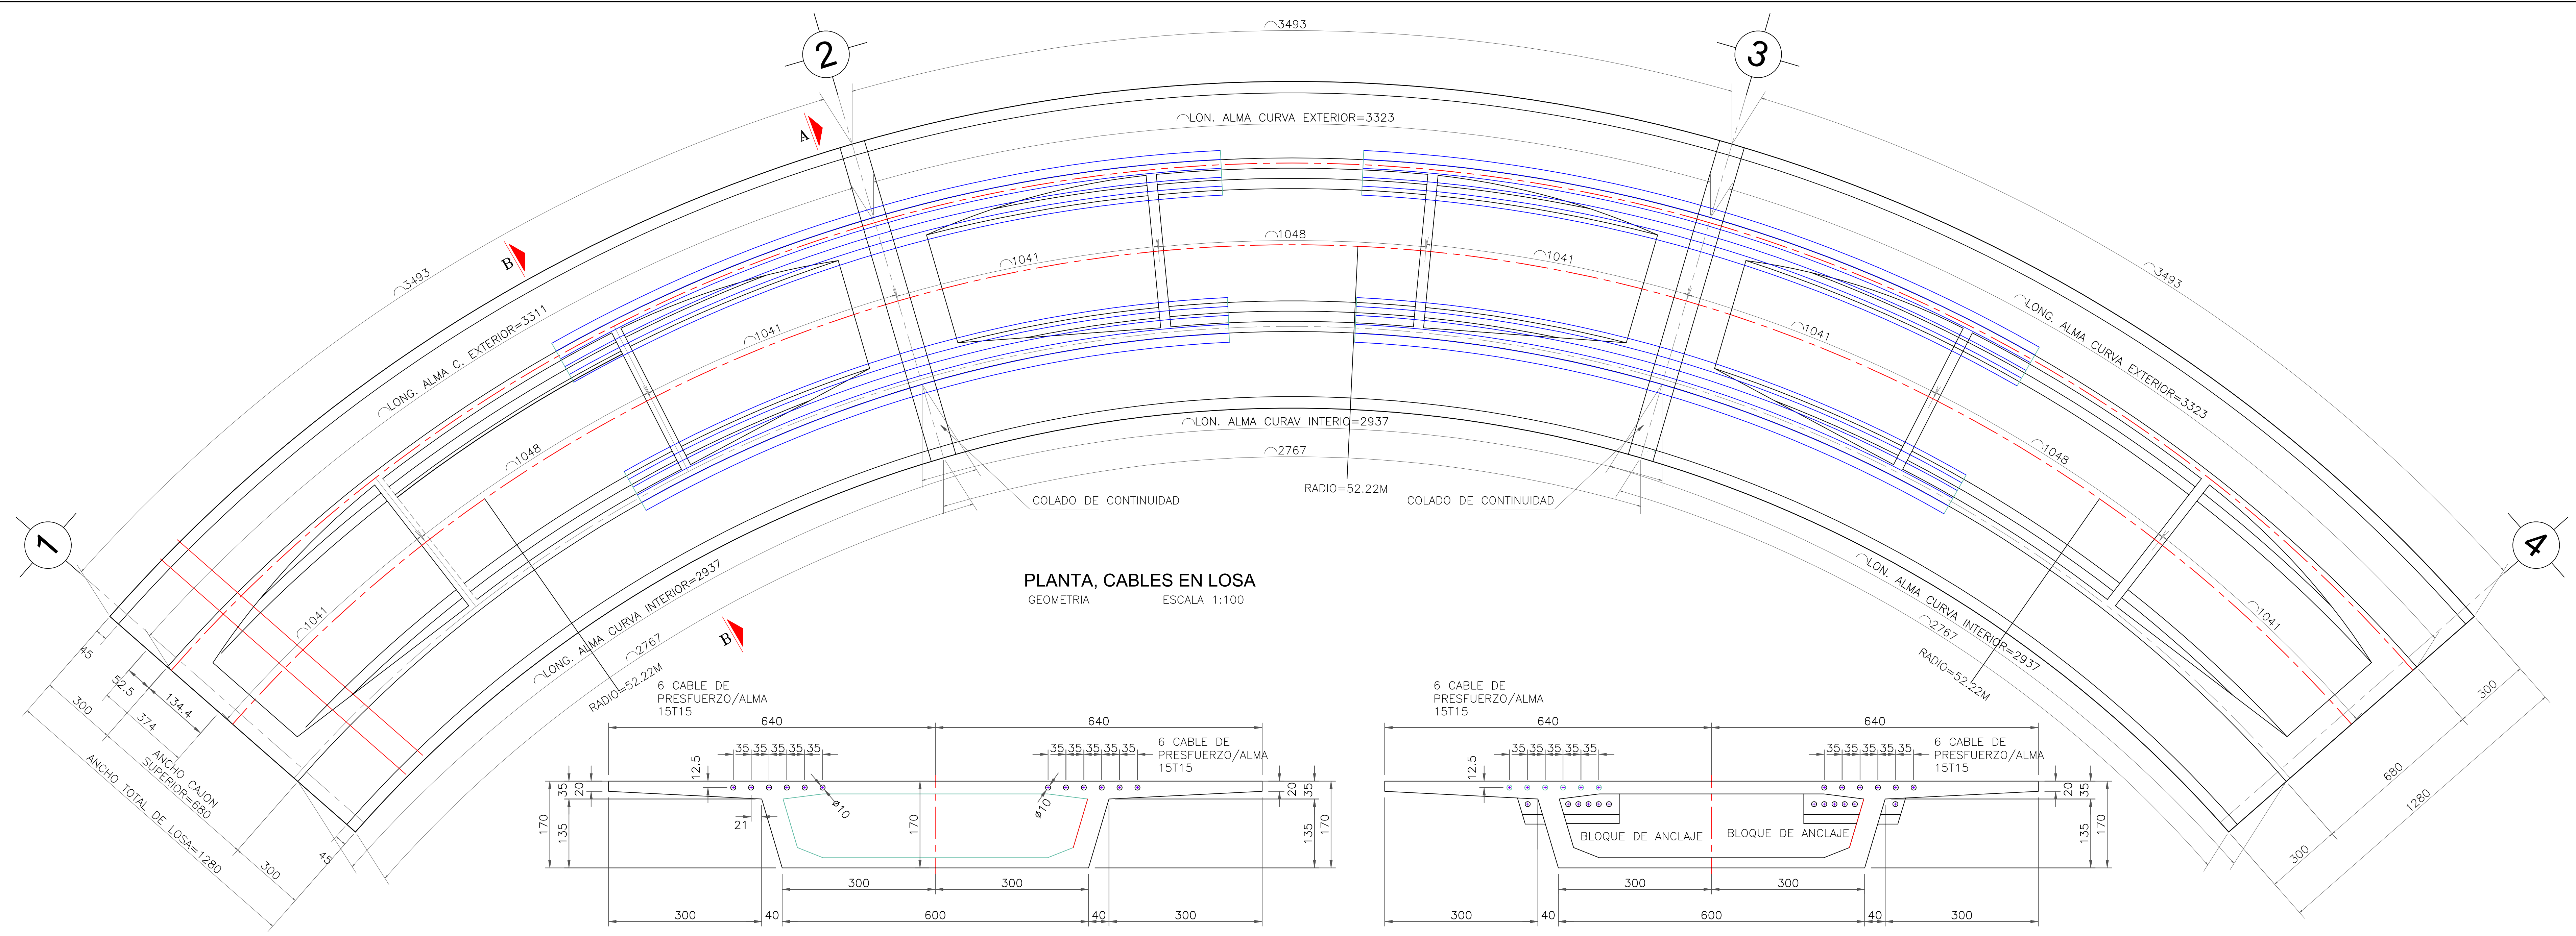 ⌒3493
2
3
A
⌒LON. ALMA CURVA EXTERIOR=3323
B
⌒3493
⌒3493
⌒1048
⌒1041
⌒1041
⌒1041
⌒1041
⌒LONG. ALMA C. EXTERIOR=3311
⌒LONG. ALMA CURVA EXTERIOR=3323
⌒LON. ALMA CURAV INTERIO=2937
⌒2767
⌒1048
⌒1048
RADIO=52.22M
COLADO DE CONTINUIDAD
COLADO DE CONTINUIDAD
1
4
PLANTA, CABLES EN LOSA
GEOMETRIA ESCALA 1:100
⌒1041
⌒1041
⌒LONG. ALMA CURVA INTERIOR=2937
⌒2767
⌒LON. ALMA CURVA INTERIOR=2937
⌒2767
B
RADIO=52.22M
RADIO=52.22M
45
52.5
134.4
300
374
ANCHO CAJON
SUPERIOR=680
ANCHO TOTAL DE LOSA=1280
300
45
300
680
1280
300
6 CABLE DE
PRESFUERZO/ALMA
15T15
640 640
35 35 35 35 35
35 35 35 35 35
6 CABLE DE
PRESFUERZO/ALMA
15T15
12.5
35
20
170
135
21
ø10
170
ø10
20
35
135
170
300 300
300 40 600 40 300
6 CABLE DE
PRESFUERZO/ALMA
15T15
640 640
35 35 35 35 35
35 35 35 35 35
6 CABLE DE
PRESFUERZO/ALMA
15T15
12.5
20
35
BLOQUE DE ANCLAJE
BLOQUE DE ANCLAJE
135
170
300 300
300 40 600 40 300